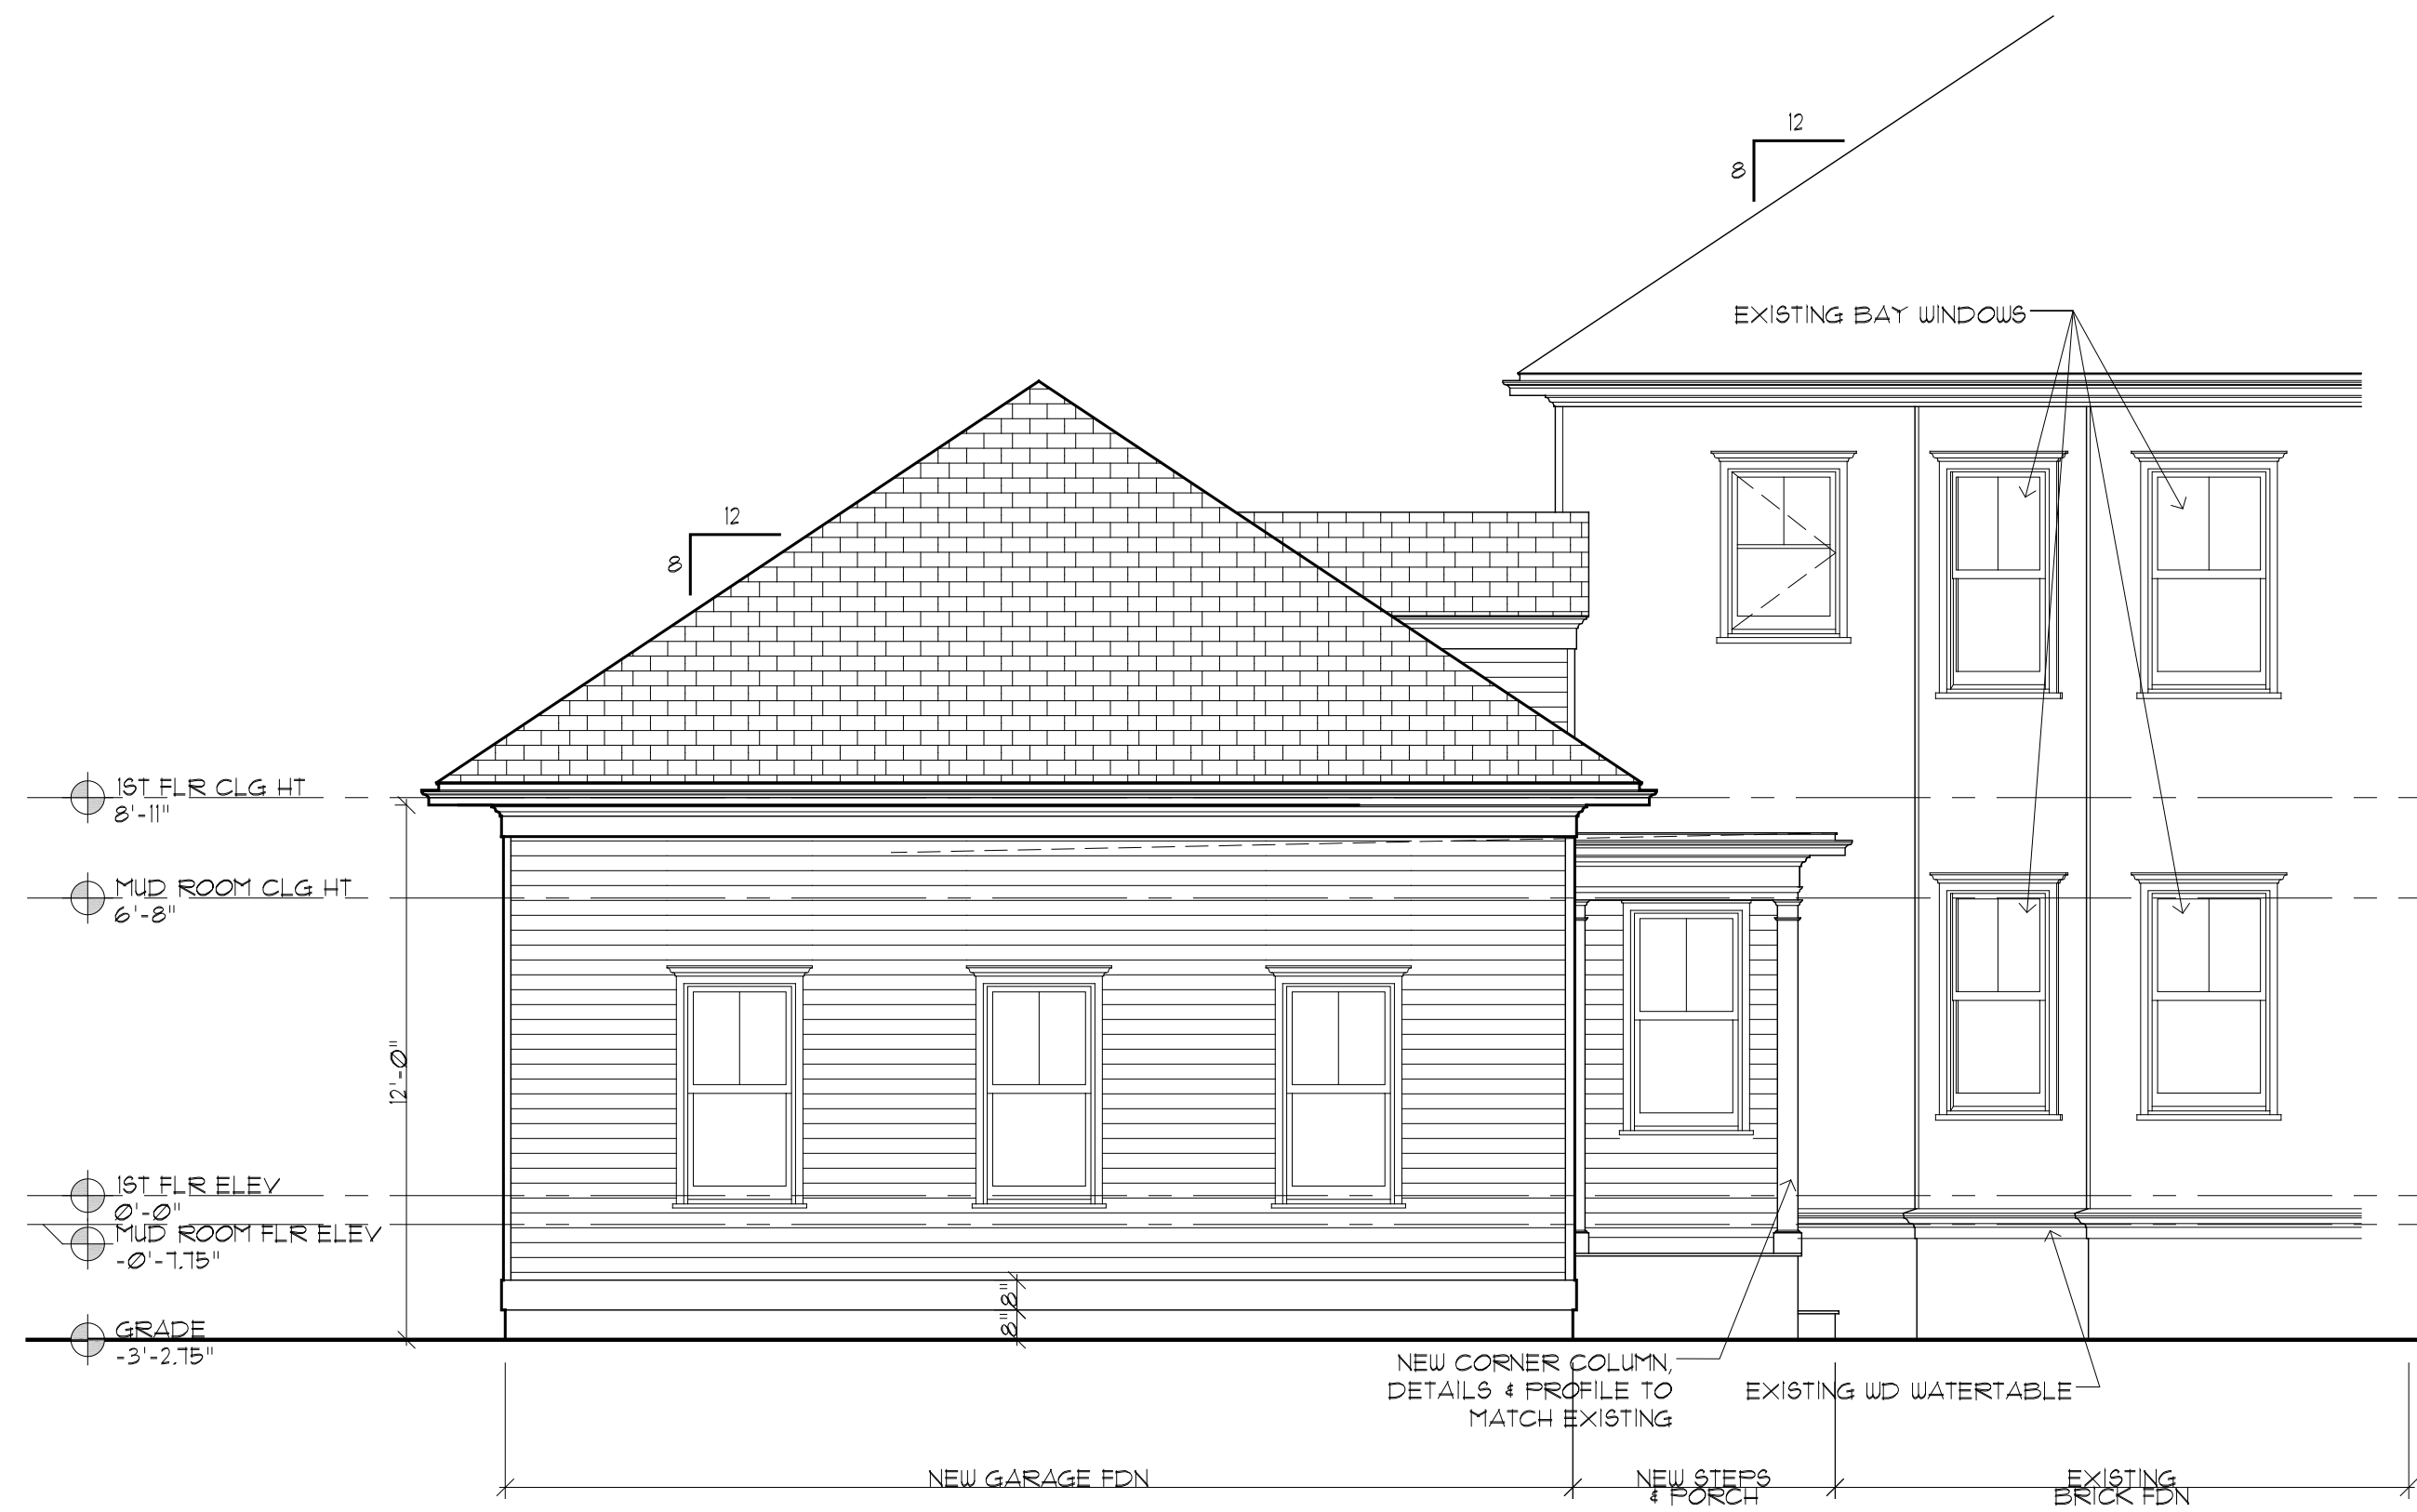 12
8
EXISTING BAY WINDOWS
12
8
1ST FLR CLG HT
8'-11"
MUD ROOM CLG HT
6'-8"
12'-0"
1ST FLR ELEV
0'-0"
MUD ROOM FLR ELEV
-0'-7.75"
8"
8"
GRADE
-3'-2.75"
NEW CORNER COLUMN,
DETAILS & PROFILE TO
MATCH EXISTING
EXISTING WD WATERTABLE
NEW GARAGE FDN
NEW STEPS
& PORCH
EXISTING
BRICK FDN